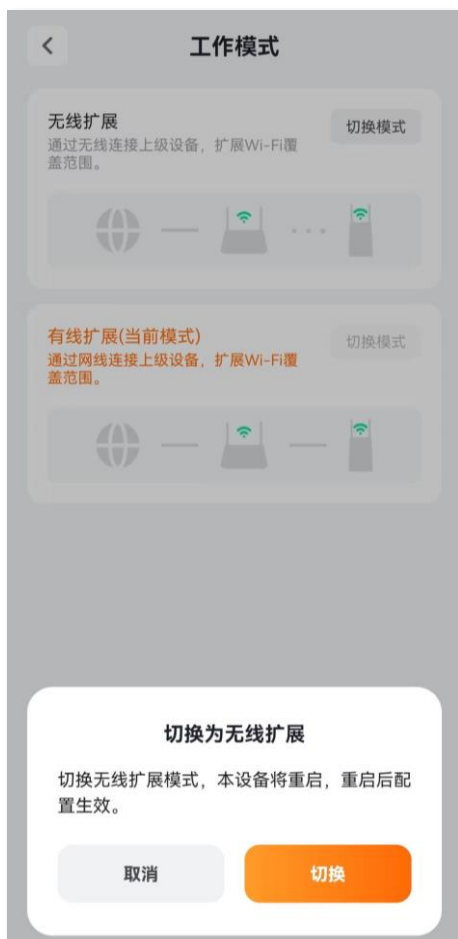 工作模式
无线扩展
切换模式
通过无线连接上级设备，扩展Wi-Fi覆
盖范围。
有线扩展(当前模式)
切换模式
通过网线连接上级设备，扩展Wi-Fi覆
盖范围。
切换为无线扩展
切换无线扩展模式，本设备将重启，重启后配
置生效。
取消
切换